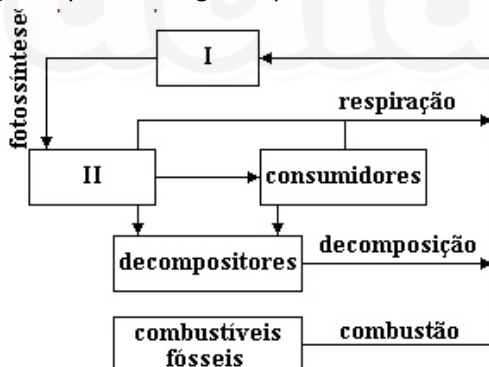 fotossíntese
I
respiração
II
consumidores
decompositores
decomposição
combustíveis
fósseis
combustão